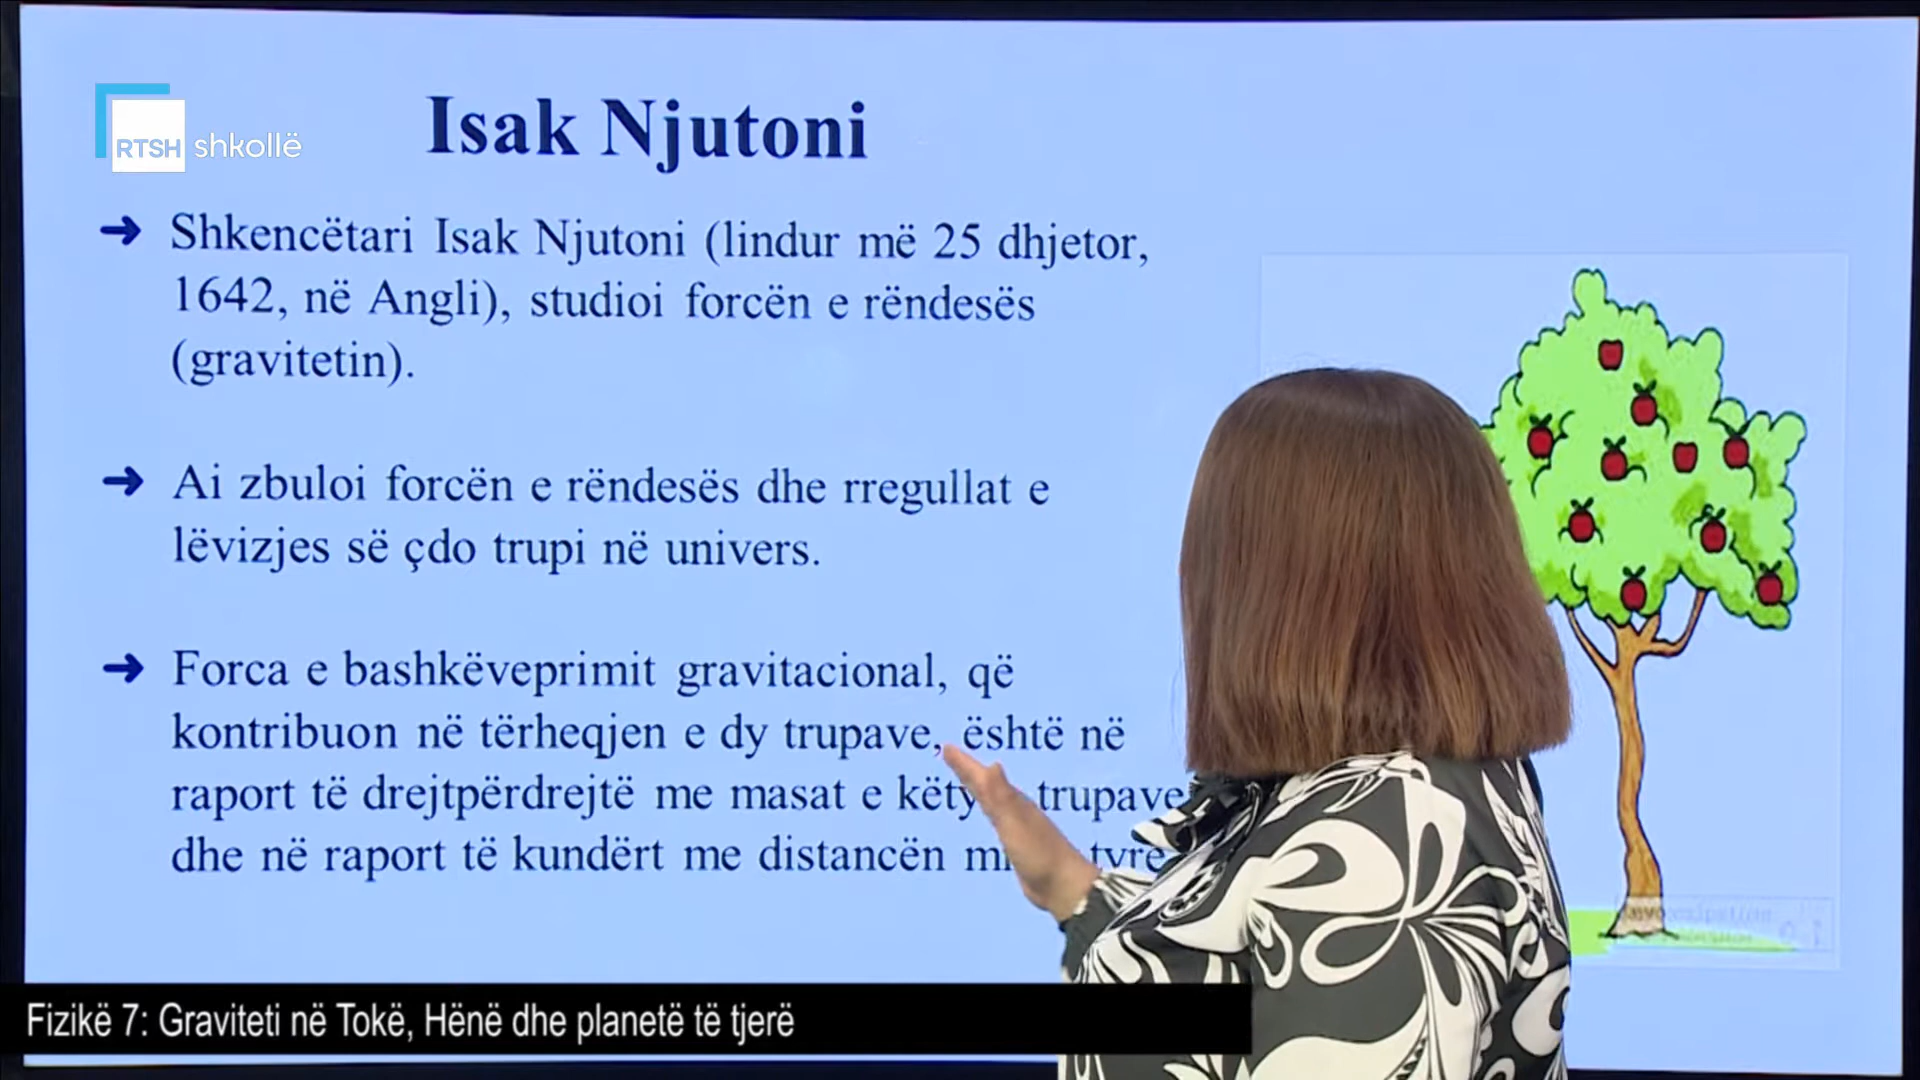 RTSH shkollë
Isak Njutoni
➜ Shkencëtari Isak Njutoni (lindur më 25 dhjetor,
1642, në Angli), studioi forcën e rëndesës
(gravitetin).
➜ Ai zbuloi forcën e rëndesës dhe rregullat e
lëvizjes së çdo trupi në univers.
➜ Forca e bashkëveprimit gravitacional, që
kontribuon në tërheqjen e dy trupave, është në
raport të drejtpërdrejtë me masat e trupave
dhe në raport të kundërt me distancën tyre
Fizikë 7: Graviteti në Tokë, Hënë dhe planetë të tjerë